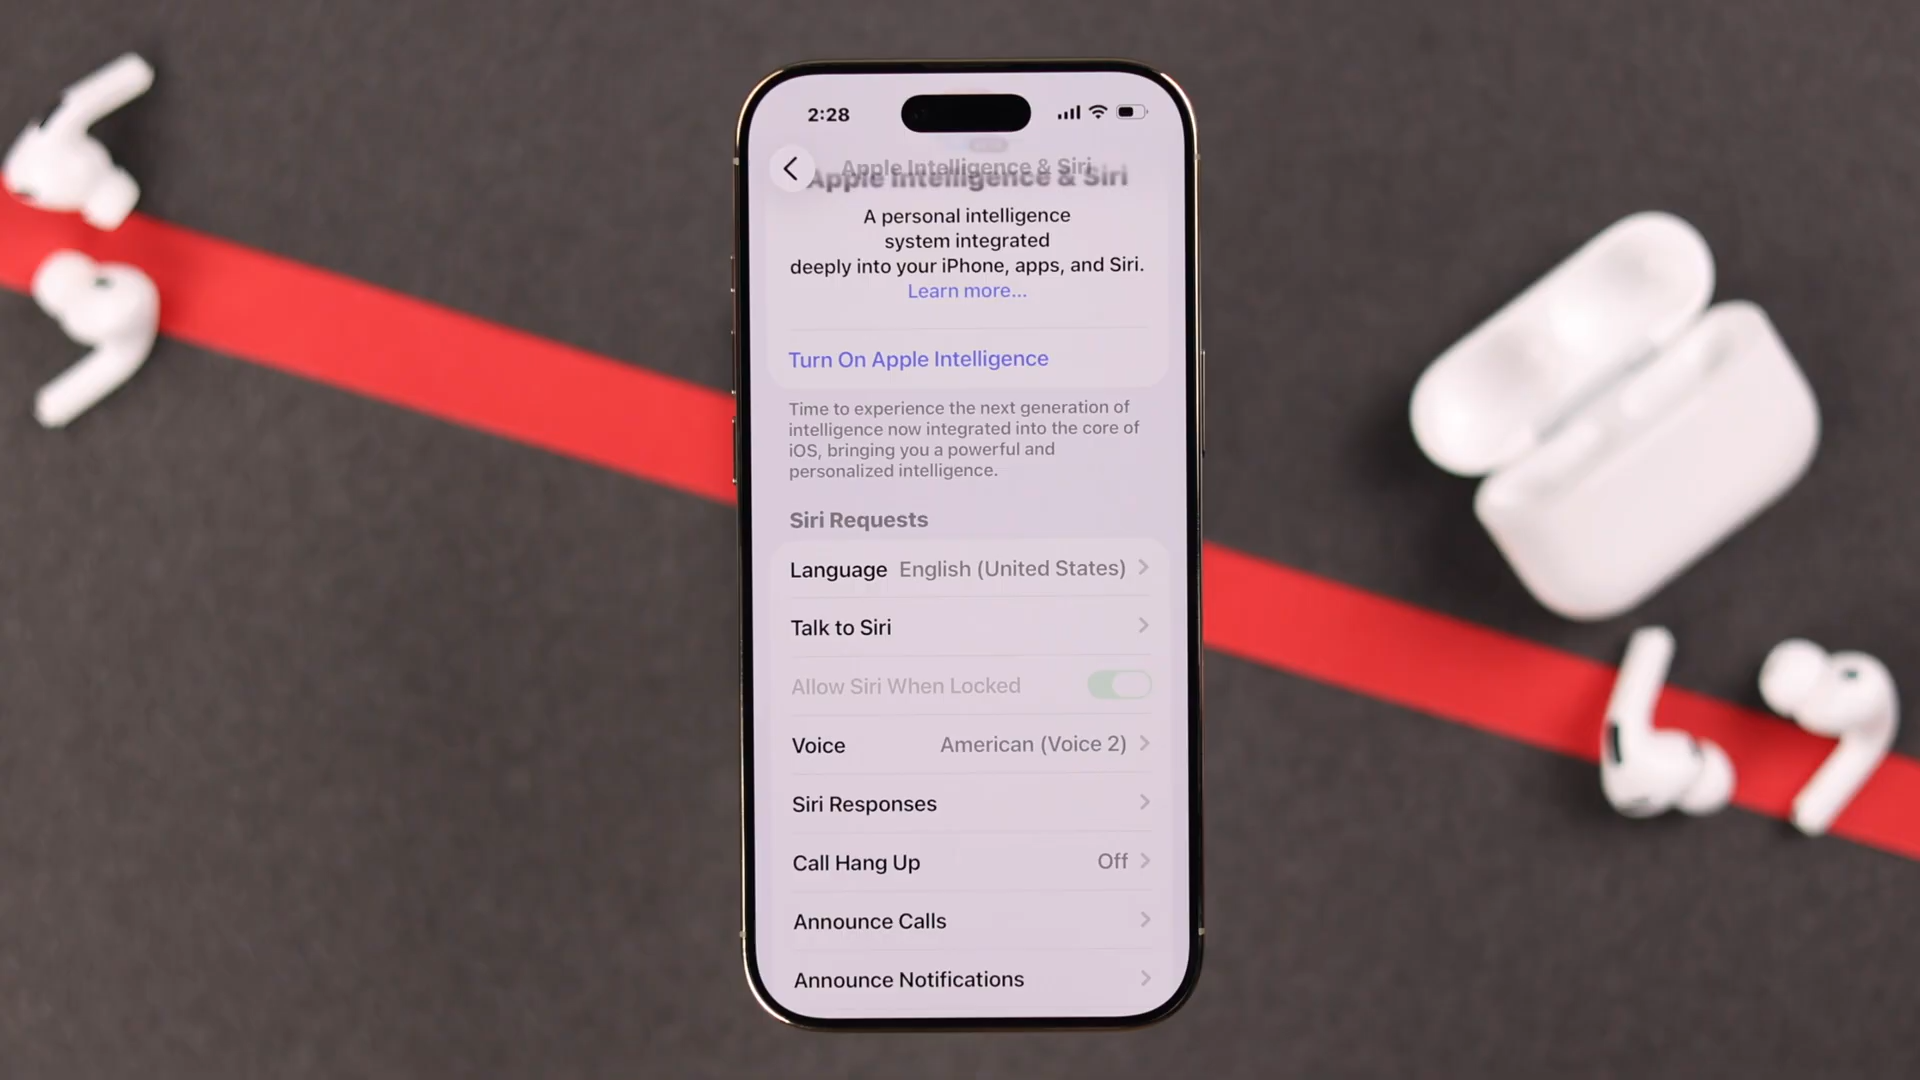 2:28
Apple Intelligence & Siri
Apple Intelligence & Siri
A personal intelligence
system integrated
deeply into your iPhone, apps, and Siri.
Learn more...
Turn On Apple Intelligence
Time to experience the next generation of
intelligence now integrated into the core of
iOS, bringing you a powerful and
personalized intelligence.
Siri Requests
Language English (United States)
Talk to Siri
Allow Siri When Locked
Voice American (Voice 2)
Siri Responses
Call Hang Up Off
Announce Calls
Announce Notifications